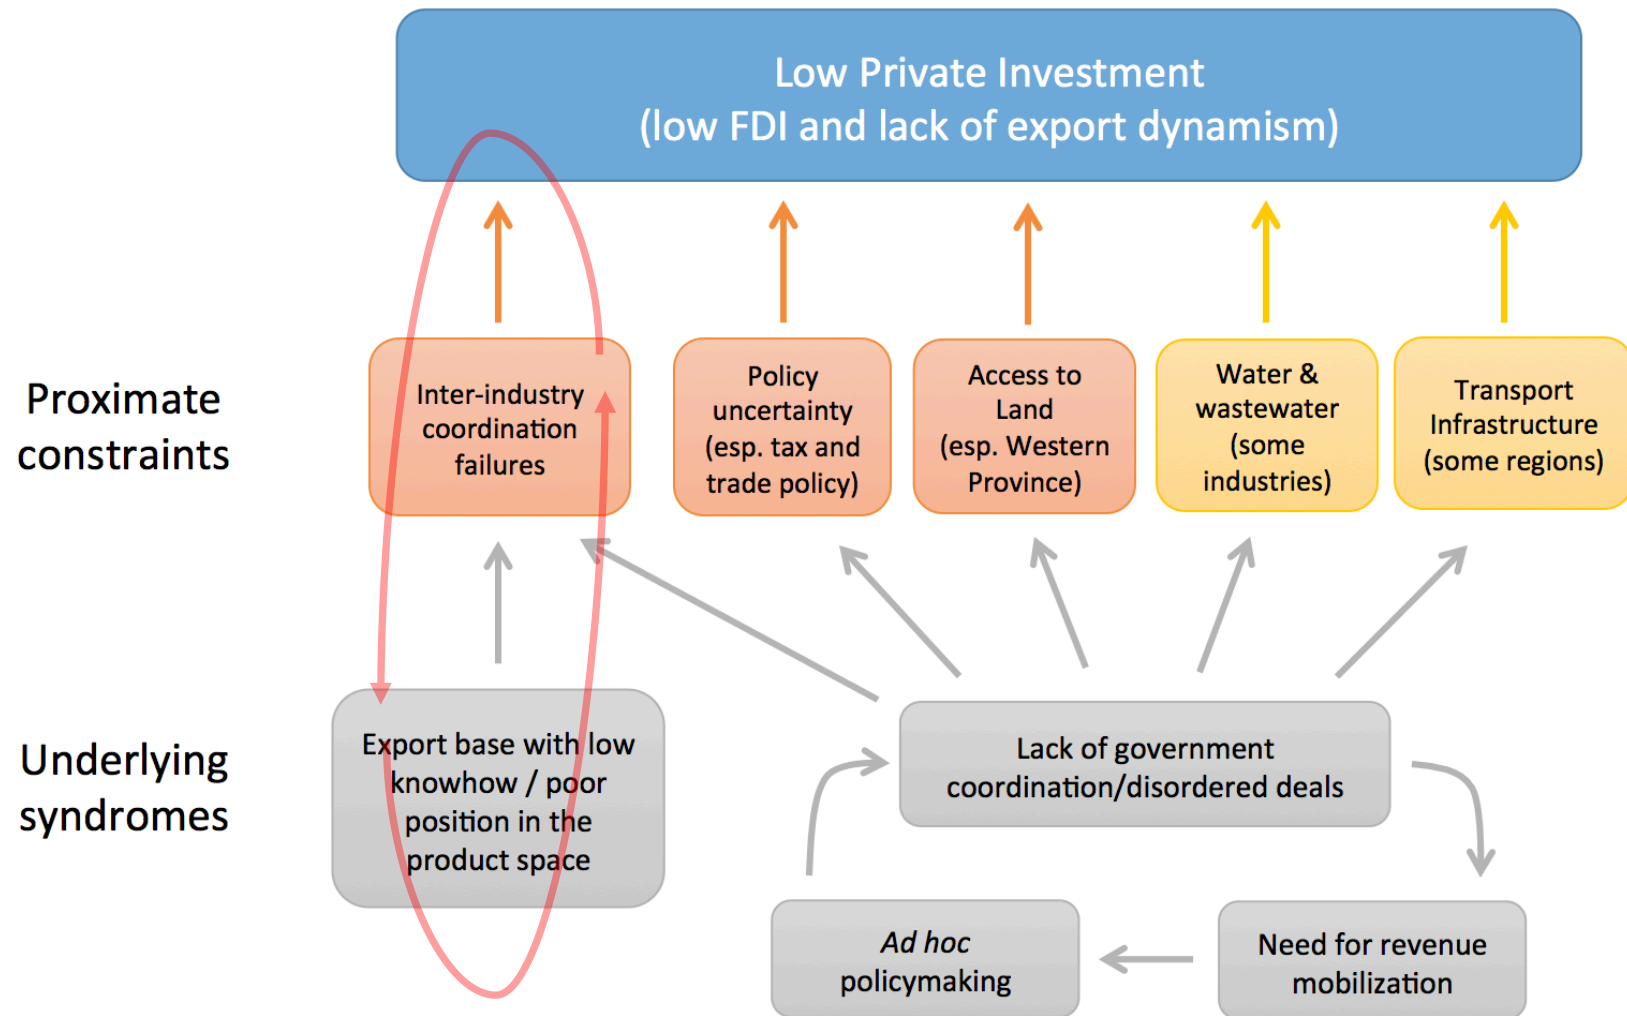 Low Private Investment
(low FDI and lack of export dynamism)
Proximate
constraints
Inter-industry
coordination
failures
Policy
uncertainty
(esp. tax and
trade policy)
Access to
Land
(esp. Western
Province)
Water &
wastewater
(some
industries)
Transport
Infrastructure
(some regions)
Underlying
syndromes
Export base with low
knowhow / poor
position in the
product space
Lack of government
coordination/disordered deals
Ad hoc
policymaking
Need for revenue
mobilization